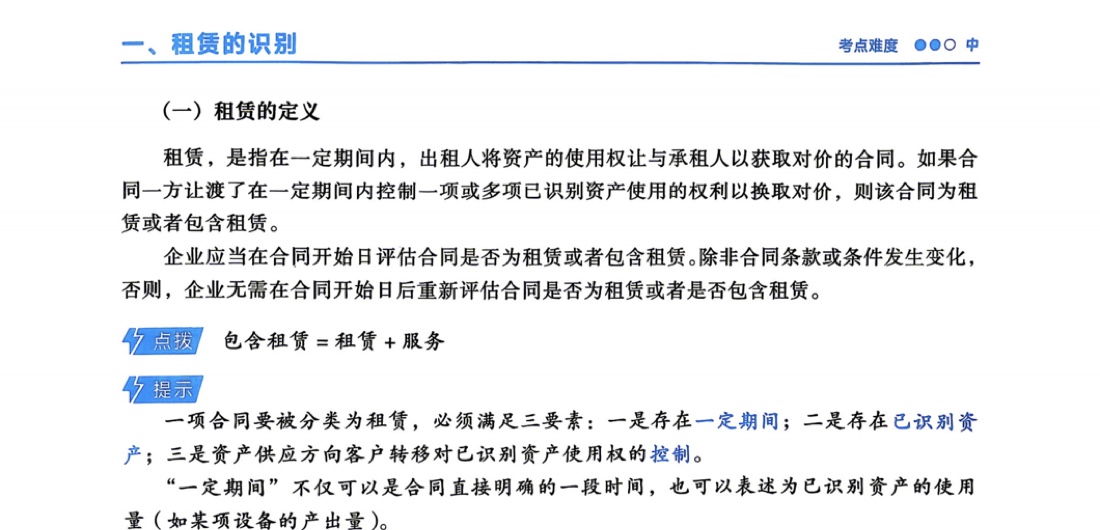 一、租赁的识别
考点难度 中
（一）租赁的定义
租赁，是指在一定期间内，出租人将资产的使用权让与承租人以获取对价的合同。如果合
同一方让渡了在一定期间内控制一项或多项已识别资产使用的权利以换取对价，则该合同为租
赁或者包含租赁。
企业应当在合同开始日评估合同是否为租赁或者包含租赁。除非合同条款或条件发生变化，
否则，企业无需在合同开始日后重新评估合同是否为租赁或者是否包含租赁。
点拨 包含租赁 = 租赁 + 服务
提示
一项合同要被分类为租赁，必须满足三要素：一是存在一定期间；二是存在已识别资
产；三是资产供应方向客户转移对已识别资产使用权的控制。
“一定期间”不仅可以是合同直接明确的一段时间，也可以表述为已识别资产的使用
量（如某项设备的产出量）。